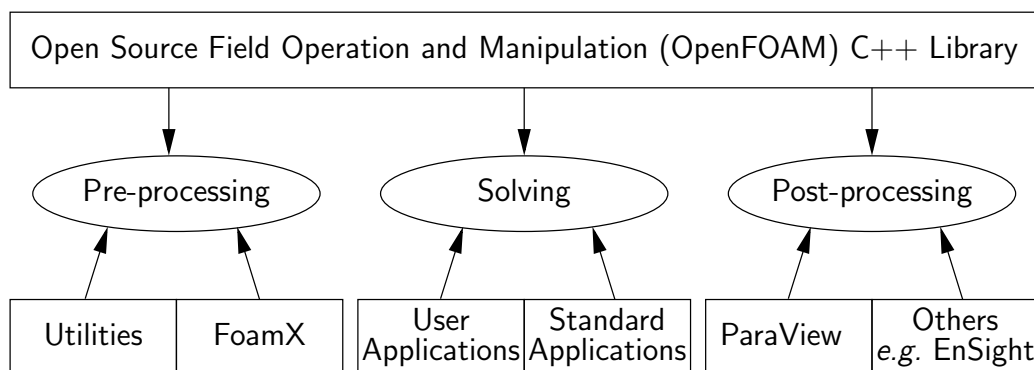 Open Source Field Operation and Manipulation (OpenFOAM) C++ Library
Pre-processing
Solving
Post-processing
Utilities
FoamX
User
Applications
Standard
Applications
ParaView
Others
e.g. EnSight